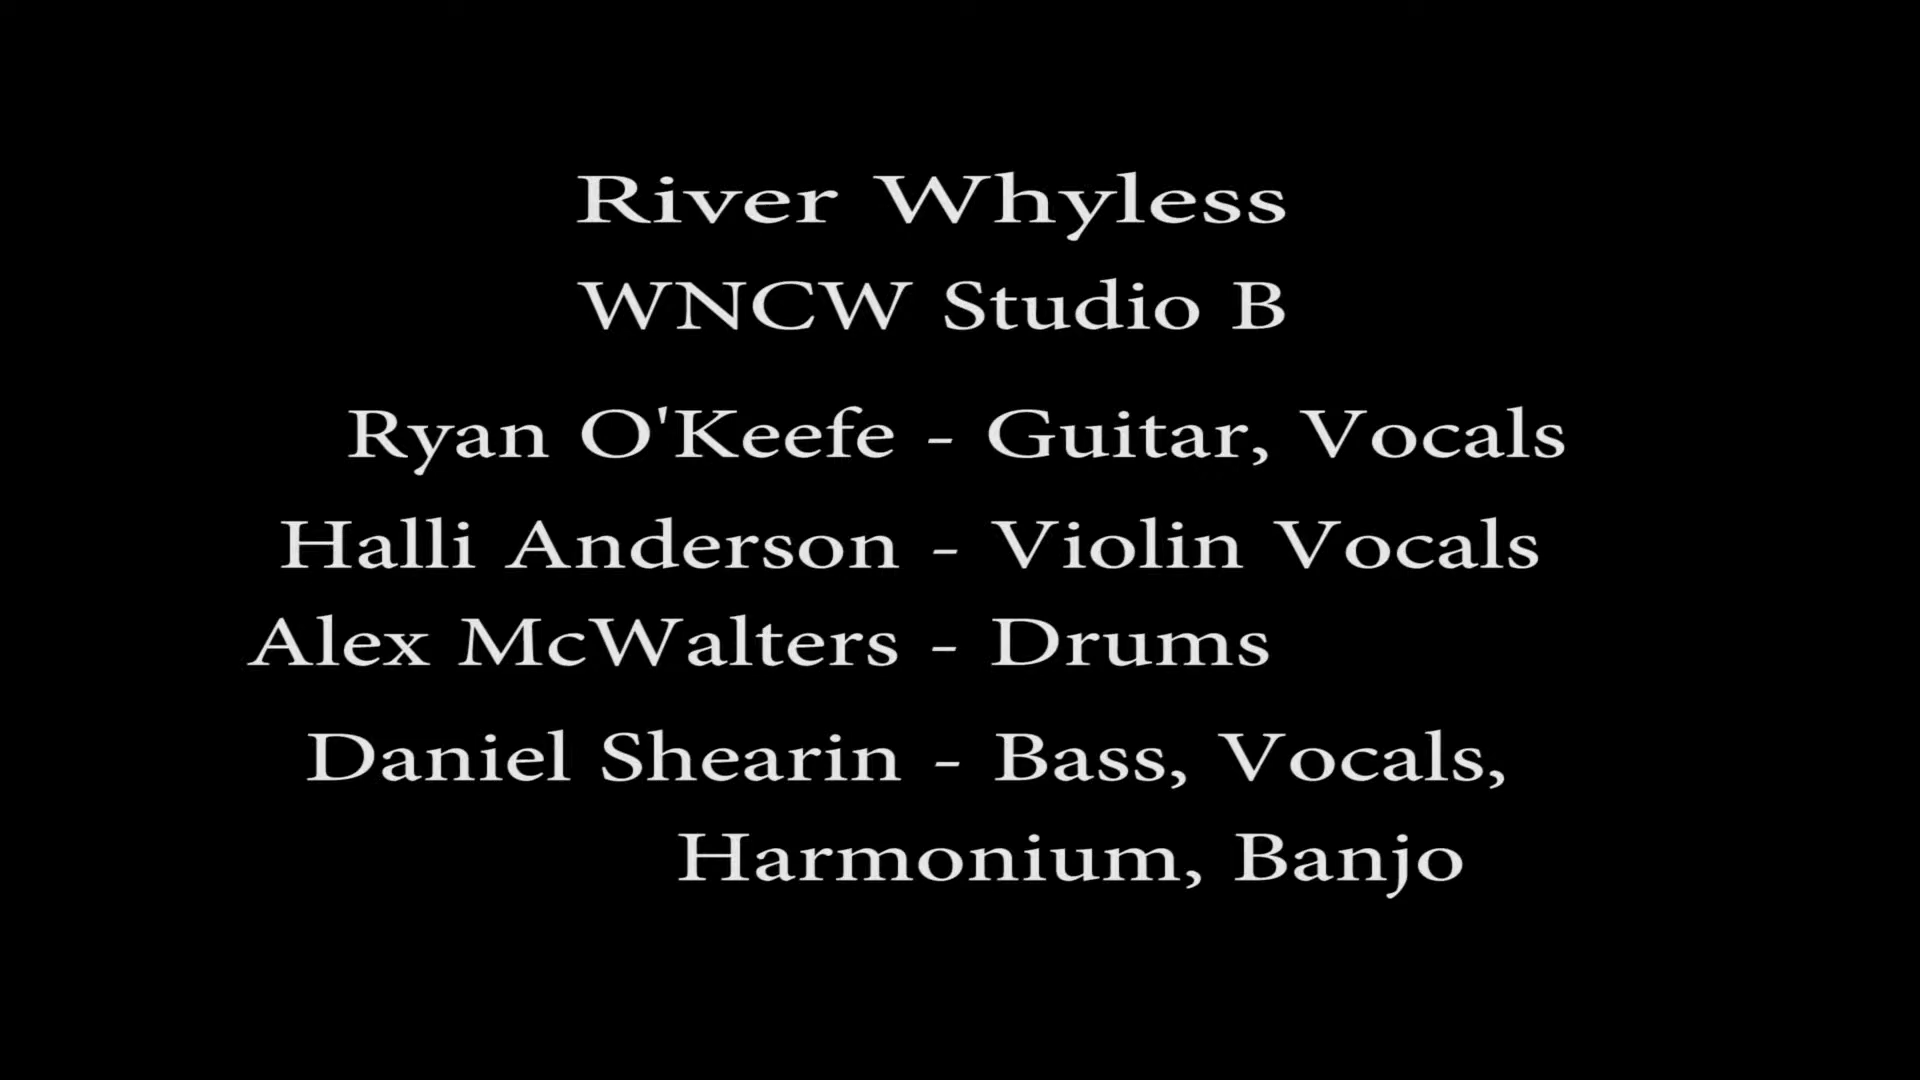 River Whyless
WNCW Studio B
Ryan O'Keefe - Guitar, Vocals
Halli Anderson - Violin Vocals
Alex McWalters - Drums
Daniel Shearin - Bass, Vocals,
Harmonium, Banjo